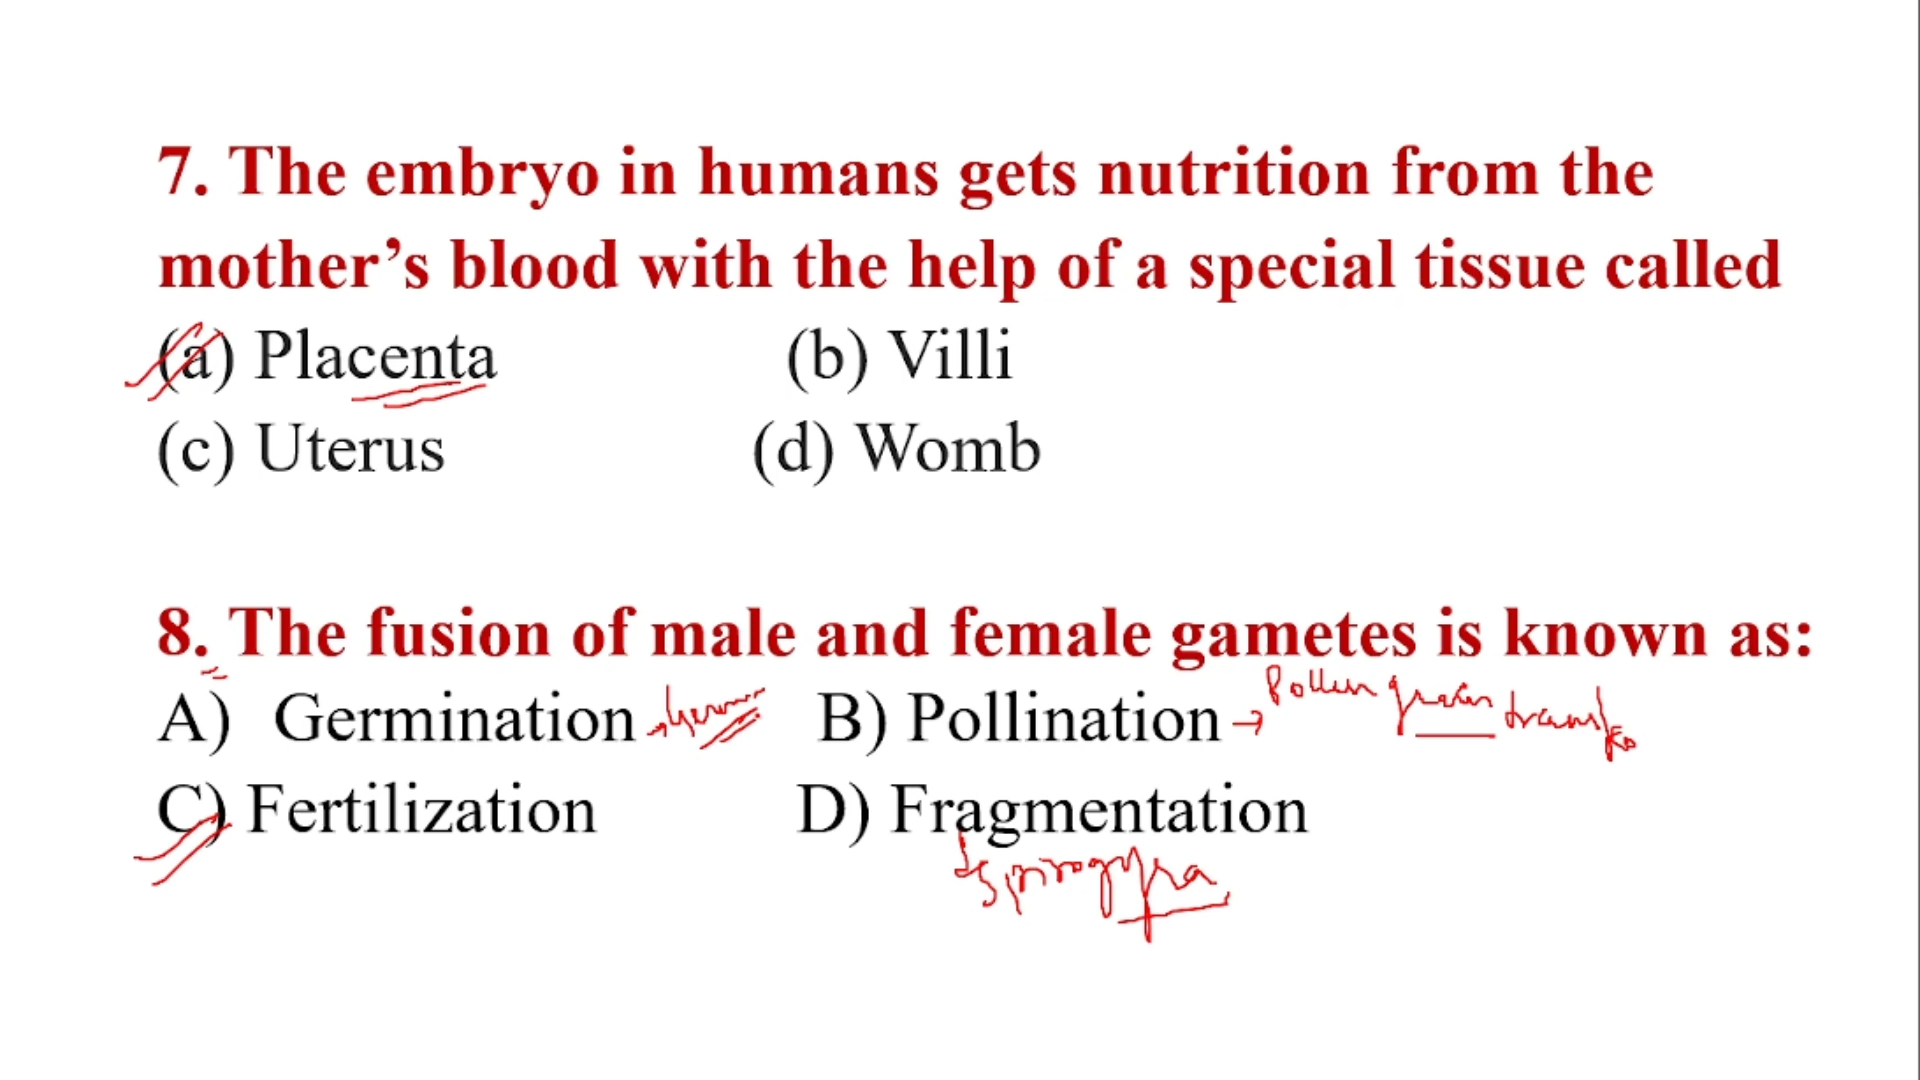 7. The embryo in humans gets nutrition from the
mother’s blood with the help of a special tissue called
(a) Placenta (b) Villi
(c) Uterus (d) Womb
8. The fusion of male and female gametes is known as:
A) Germination B) Pollination → Pollen grain transfer
C) Fertilization D) Fragmentation
Spirogyra